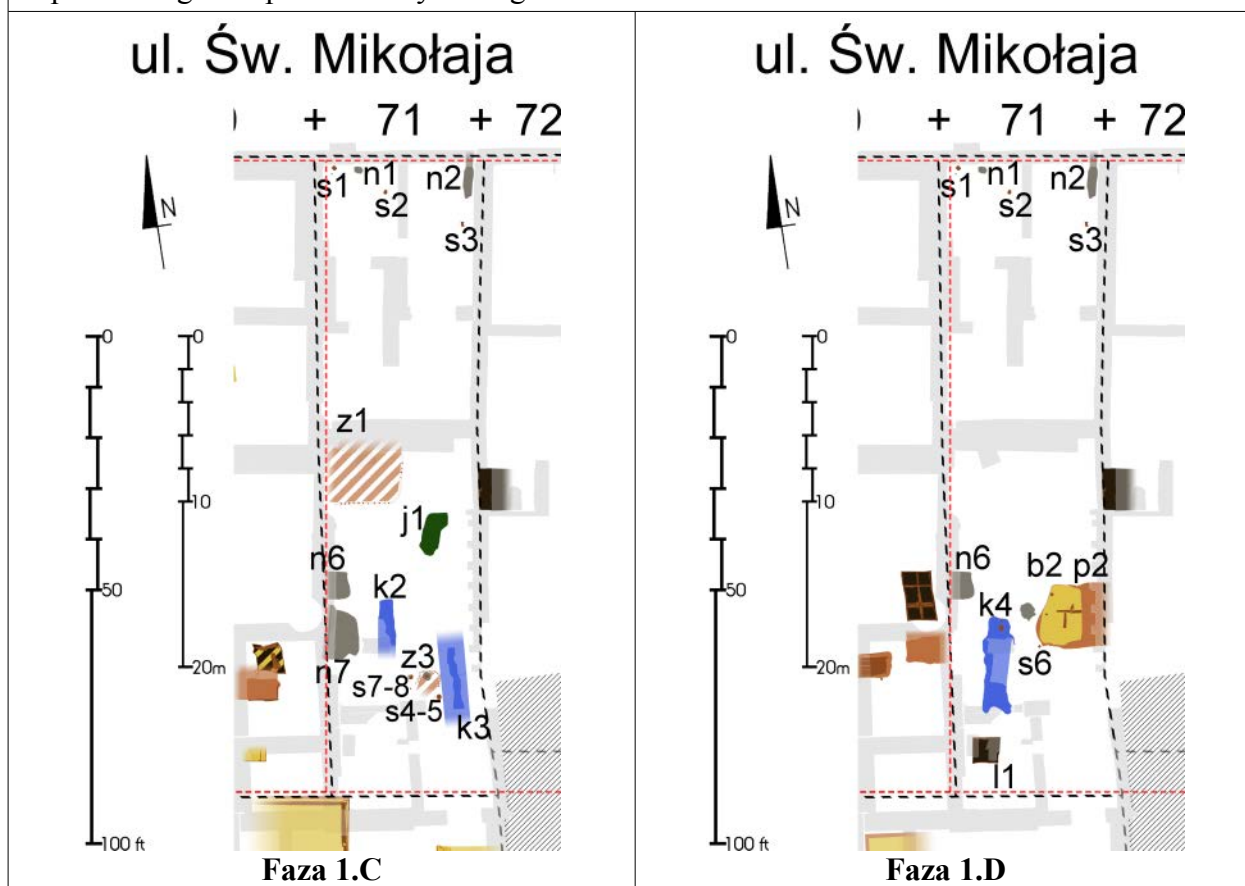 ul. Św. Mikołaja
+ 71 + 72
s1 n1 n2
s2
s3
N
0 0
z1
10
j1
n6
50
k2
20m
n7
z3
s7-8
s4-5
k3
100 ft
Faza 1.C
ul. Św. Mikołaja
+ 71 + 72
s1 n1 n2
s2
s3
N
0 0
10
n6 b2 p2
50
k4
20m
s6
l1
100 ft
Faza 1.D